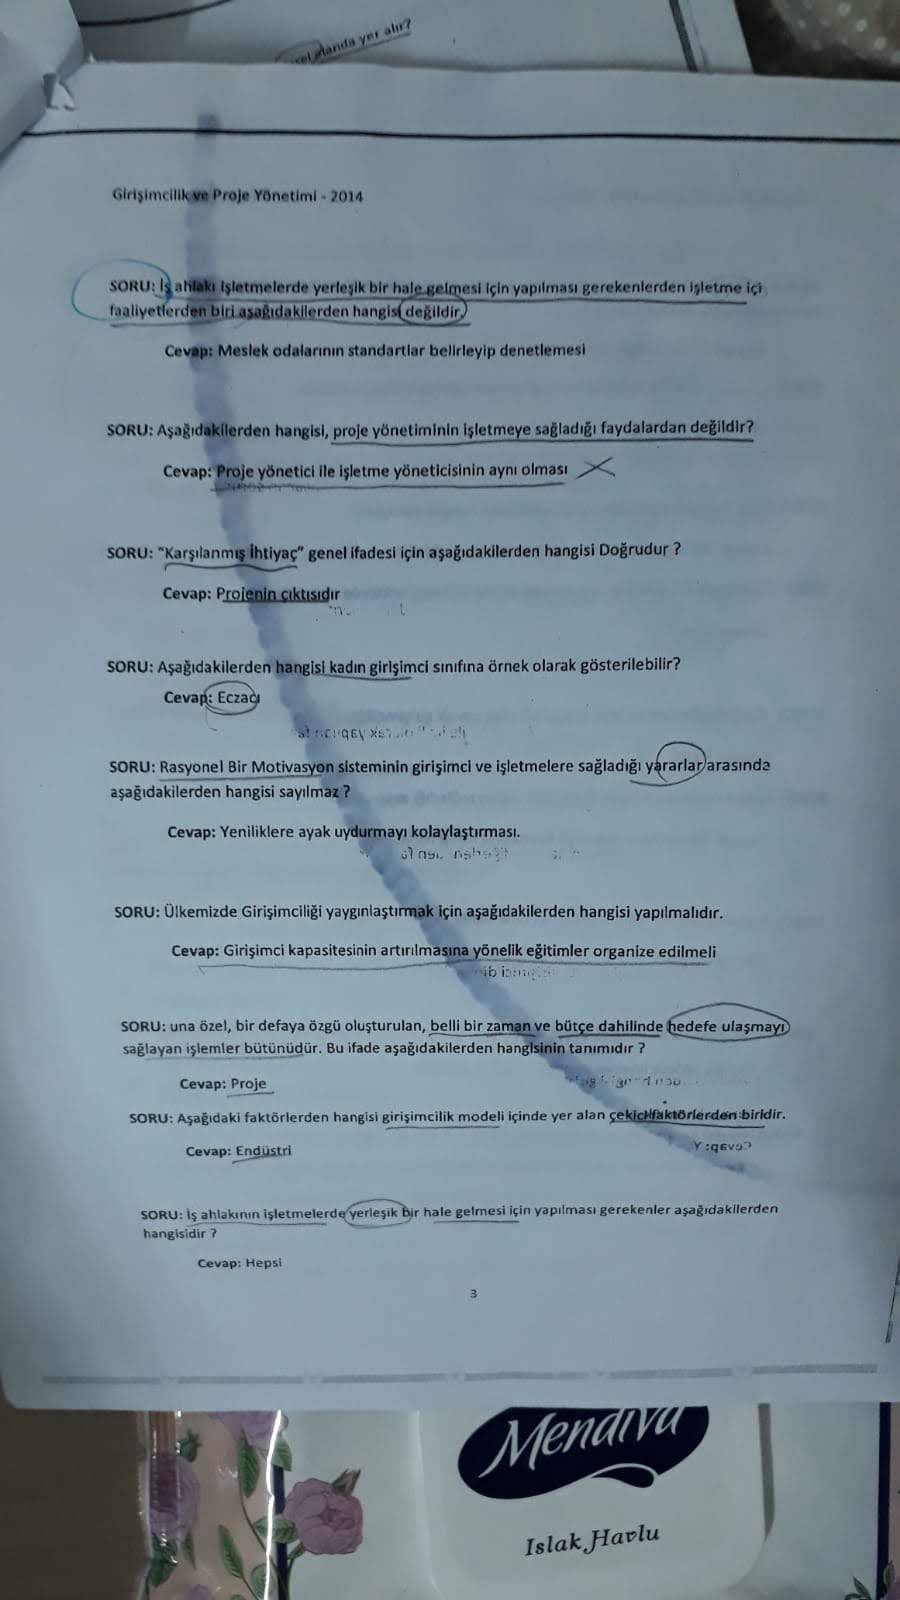 danda yer alır?
Girişimcilik ve Proje Yönetimi - 2014
SORU: İş ahlakı işletmelerde yerleşik bir hale gelmesi için yapılması gerekenlerden işletme içi
faaliyetlerden biri aşağıdakilerden hangisi değildir.
Cevap: Meslek odalarının standartlar belirleyip denetlemesi
SORU: Aşağıdakilerden hangisi, proje yönetiminin işletmeye sağladığı faydalardan değildir?
Cevap: Proje yönetici ile işletme yöneticisinin aynı olması
SORU: "Karşılanmış İhtiyaç" genel ifadesi için aşağıdakilerden hangisi Doğrudur ?
Cevap: Projenin çıktısıdır
SORU: Aşağıdakilerden hangisi kadın girişimci sınıfına örnek olarak gösterilebilir?
Cevap: Eczacı
SORU: Rasyonel Bir Motivasyon sisteminin girişimci ve işletmelere sağladığı yararlar arasında
aşağıdakilerden hangisi sayılmaz ?
Cevap: Yeniliklere ayak uydurmayı kolaylaştırması.
SORU: Ülkemizde Girişimciliği yaygınlaştırmak için aşağıdakilerden hangisi yapılmalıdır.
Cevap: Girişimci kapasitesinin artırılmasına yönelik eğitimler organize edilmeli
SORU: una özel, bir defaya özgü oluşturulan, belli bir zaman ve bütçe dahilinde hedefe ulaşmayı
sağlayan işlemler bütünüdür. Bu ifade aşağıdakilerden hangisinin tanımıdır ?
Cevap: Proje
SORU: Aşağıdaki faktörlerden hangisi girişimcilik modeli içinde yer alan çekici faktörlerden biridir.
Cevap: Endüstri
SORU: İş ahlakının işletmelerde yerleşik bir hale gelmesi için yapılması gerekenler aşağıdakilerden
hangisidir ?
Cevap: Hepsi
3
Mendiva
Islak Havlu